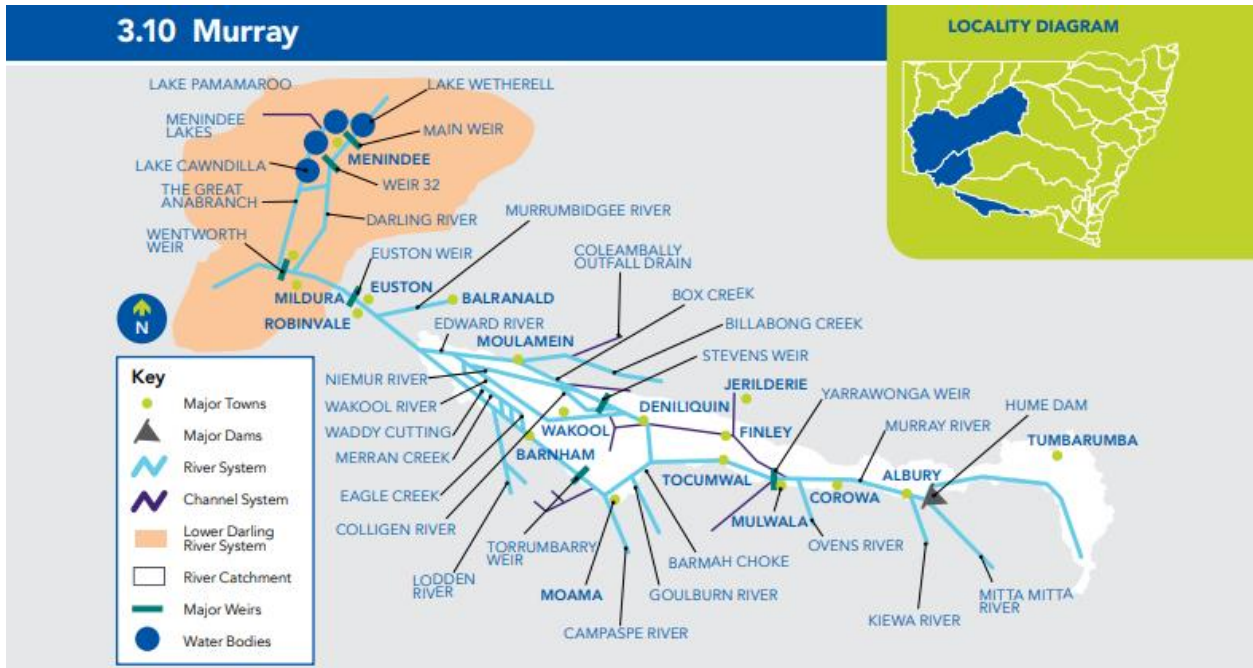 3.10 Murray
LOCALITY DIAGRAM
LAKE PAMAMAROO
LAKE WETHERELL
MENINDEE
LAKES
MAIN WEIR
MENINDEE
LAKE CAWNDILLA
WEIR 32
THE GREAT
ANABRANCH
DARLING RIVER
MURRUMBIDGEE RIVER
WENTWORTH
WEIR
EUSTON WEIR
COLEAMBALLY
OUTFALL DRAIN
MILDURA
EUSTON
BALRANALD
BOX CREEK
ROBINVALE
EDWARD RIVER
BILLABONG CREEK
N
MOULAMEIN
STEVENS WEIR
NIEMUR RIVER
JERILDERIE
YARRAWONGA WEIR
HUME DAM
WAKOOL RIVER
DENILIQUIN
MURRAY RIVER
WADDY CUTTING
WAKOOL
FINLEY
TUMBARUMBA
MERRAN CREEK
BARNHAM
ALBURY
EAGLE CREEK
TOCUMWAL
COROWA
COLLIGEN RIVER
MULWALA
TORRUMBARRY
WEIR
BARMAH CHOKE
OVENS RIVER
LODDEN
RIVER
MOAMA
GOULBURN RIVER
MITTA MITTA
RIVER
KIEWA RIVER
CAMPASPE RIVER
Key
Major Towns
Major Dams
River System
Channel System
Lower Darling
River System
River Catchment
Major Weirs
Water Bodies